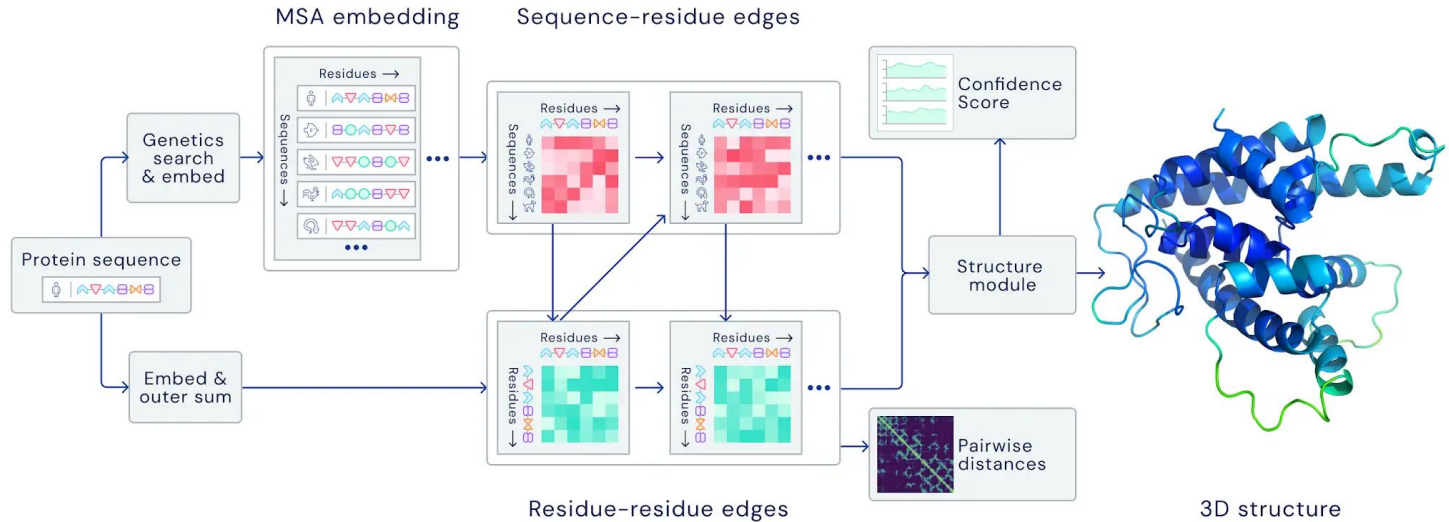 MSA embedding
Sequence-residue edges
Residues
Sequences
Genetics
search
& embed
Protein sequence
Embed &
outer sum
Residues
Sequences
Residues
Sequences
Residues
Residues
Residues
Residues
Confidence
Score
Structure
module
Pairwise
distances
Residue-residue edges
3D structure